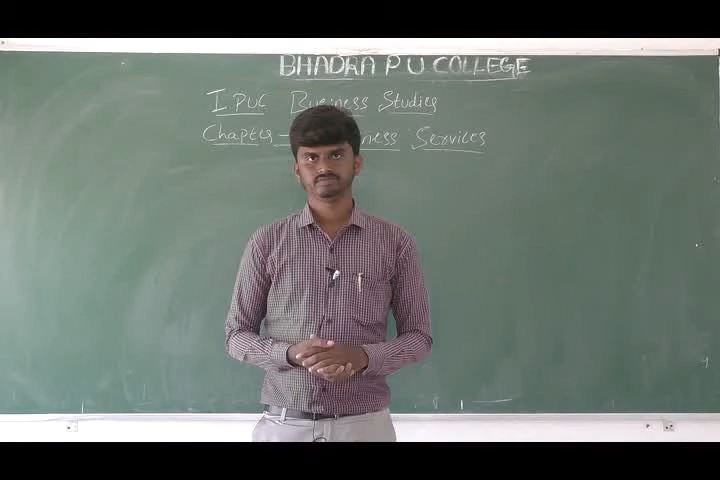 BHADRA P U COLLEGE
I PUC Business Studies
Chapter - ness Services